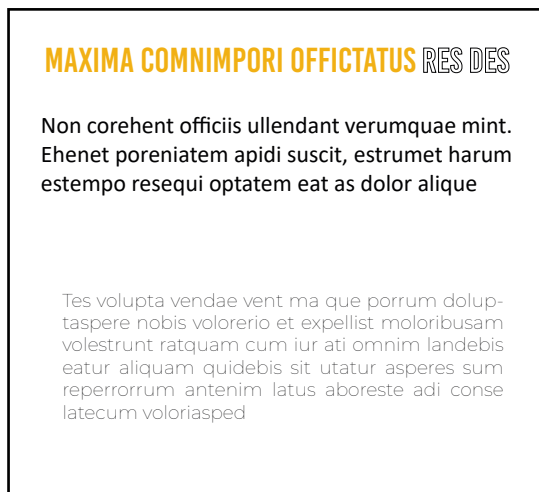 MAXIMA COMNIMPORI OFFICTATUS RES DES
Non corehent officiis ullendant verumquae mint.
Ehenet poreniatem apidi suscit, estrumet harum
estempo resequi optatem eat as dolor alique
Tes volupta vendae vent ma que porrum dolup-
taspere nobis volorerio et expellist moloribusam
volestrunt ratquam cum iur ati omnim landebis
eatur aliquam quidebis sit utatur asperes sum
reperrorrum antenim latus aboreste adi conse
latecum voloriasped